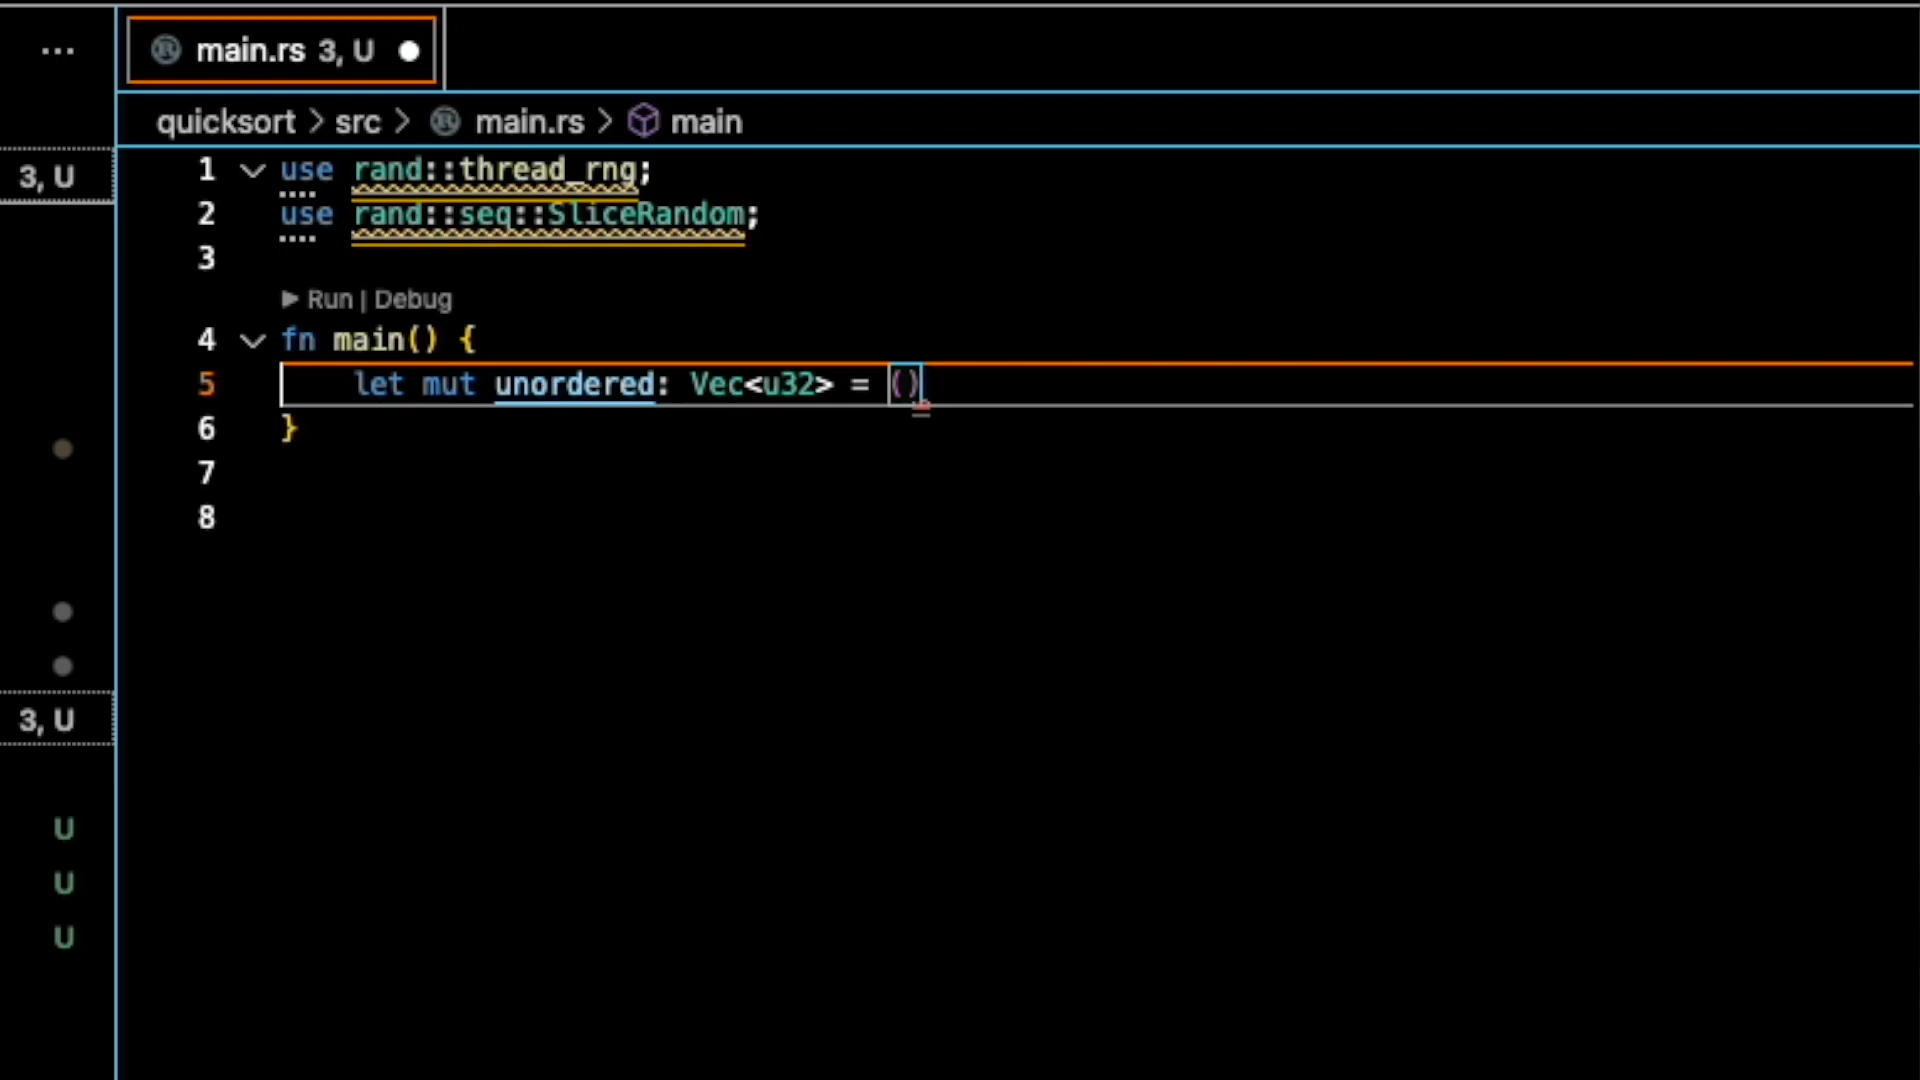 ... main.rs 3, U
quicksort > src > main.rs > main
3, U
1 use rand::thread_rng;
2 use rand::seq::SliceRandom;
3
Run | Debug
4 fn main() {
5 let mut unordered: Vec<u32> = ()
6 }
7
8
3, U
U
U
U